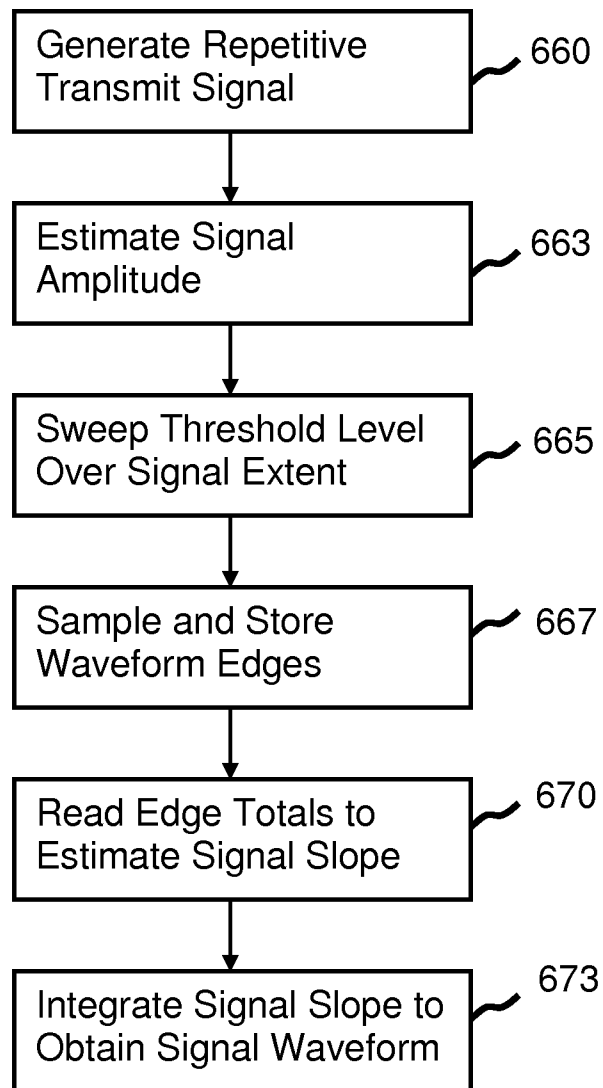 Generate Repetitive
Transmit Signal
660
Estimate Signal
Amplitude
663
Sweep Threshold Level
Over Signal Extent
665
Sample and Store
Waveform Edges
667
Read Edge Totals to
Estimate Signal Slope
670
Integrate Signal Slope to
Obtain Signal Waveform
673